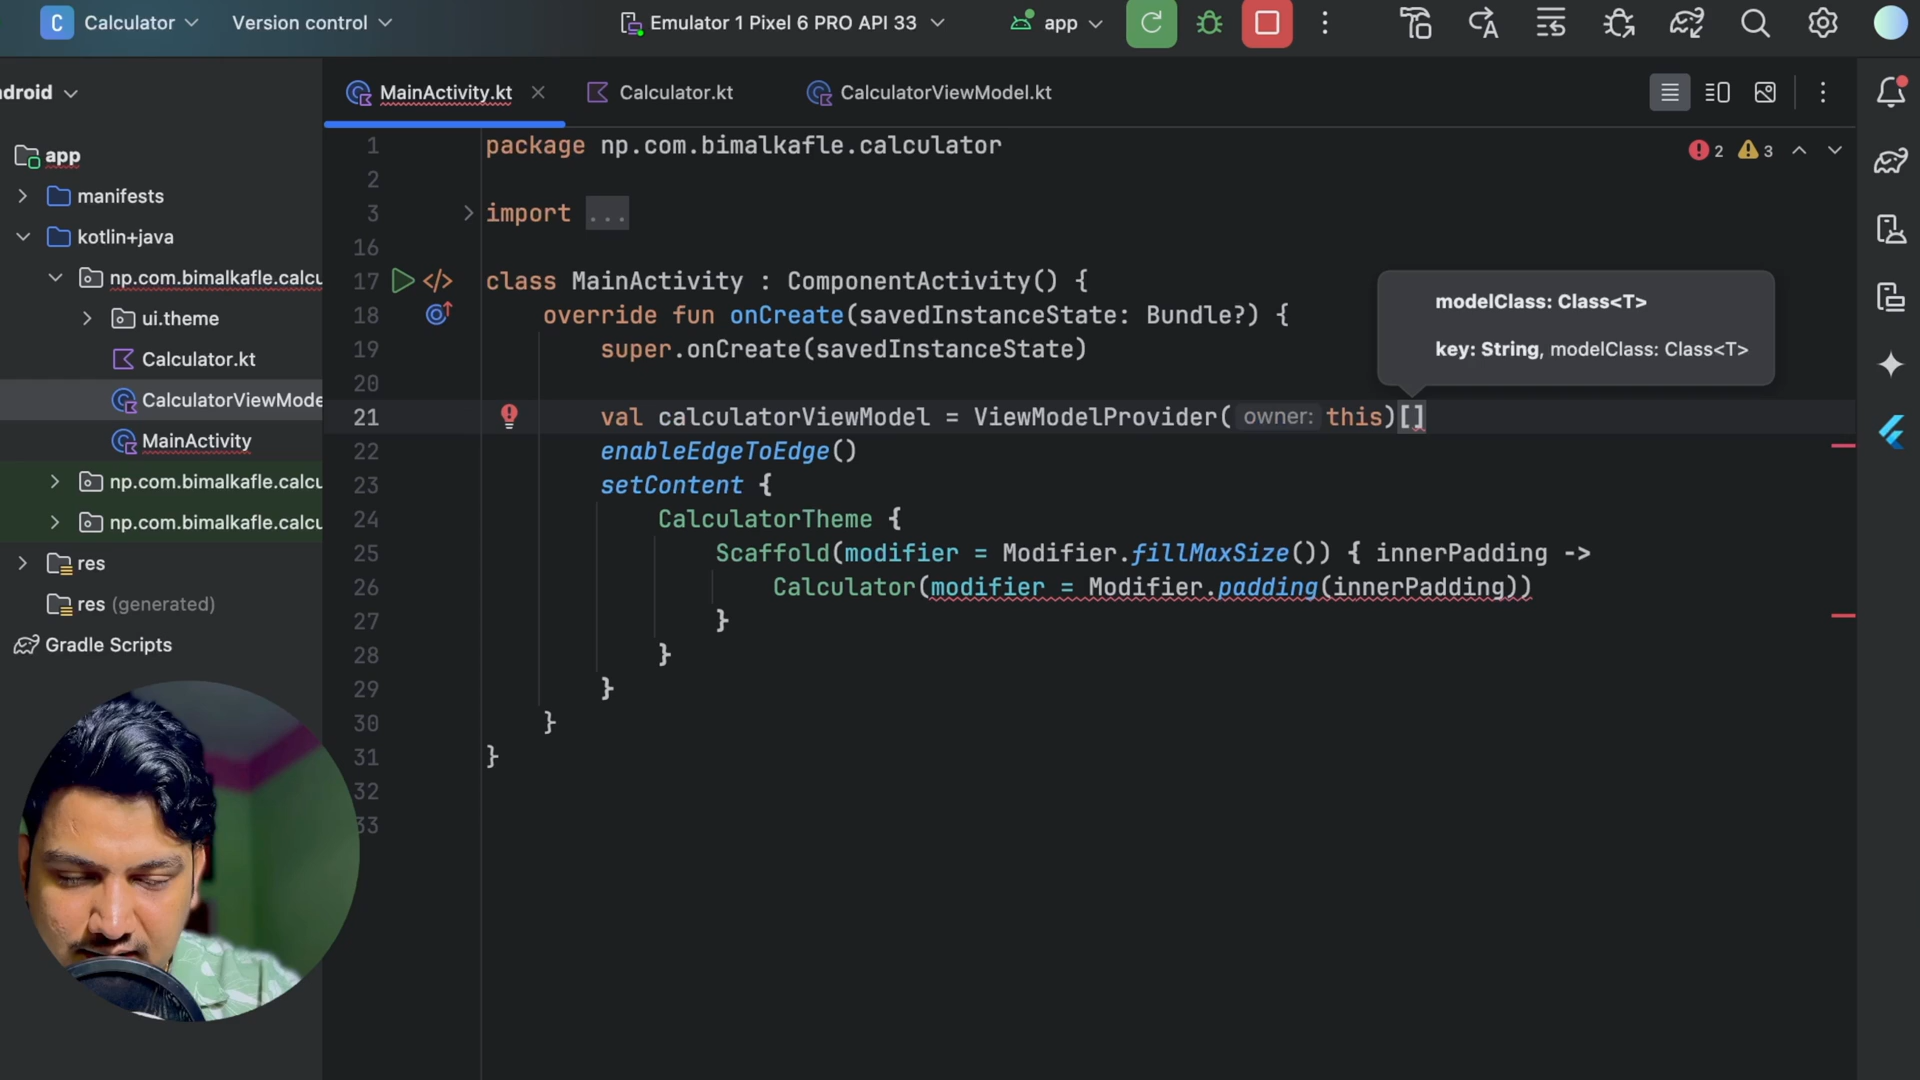 C Calculator Version control Emulator 1 Pixel 6 PRO API 33 app
ndroid
MainActivity.kt Calculator.kt CalculatorViewModel.kt
app
manifests
kotlin+java
np.com.bimalkafle.calcu
ui.theme
Calculator.kt
CalculatorViewMode
MainActivity
np.com.bimalkafle.calcu
np.com.bimalkafle.calcu
res
res (generated)
Gradle Scripts
2 3
1 package np.com.bimalkafle.calculator
2
3 import ...
16
17 class MainActivity : ComponentActivity() {
18 override fun onCreate(savedInstanceState: Bundle?) {
19 super.onCreate(savedInstanceState)
20
21 val calculatorViewModel = ViewModelProvider( owner: this)[]
22 enableEdgeToEdge()
23 setContent {
24 CalculatorTheme {
25 Scaffold(modifier = Modifier.fillMaxSize()) { innerPadding ->
26 Calculator(modifier = Modifier.padding(innerPadding))
27 }
28 }
29 }
30 }
31 }
32
33
modelClass: Class<T>
key: String, modelClass: Class<T>